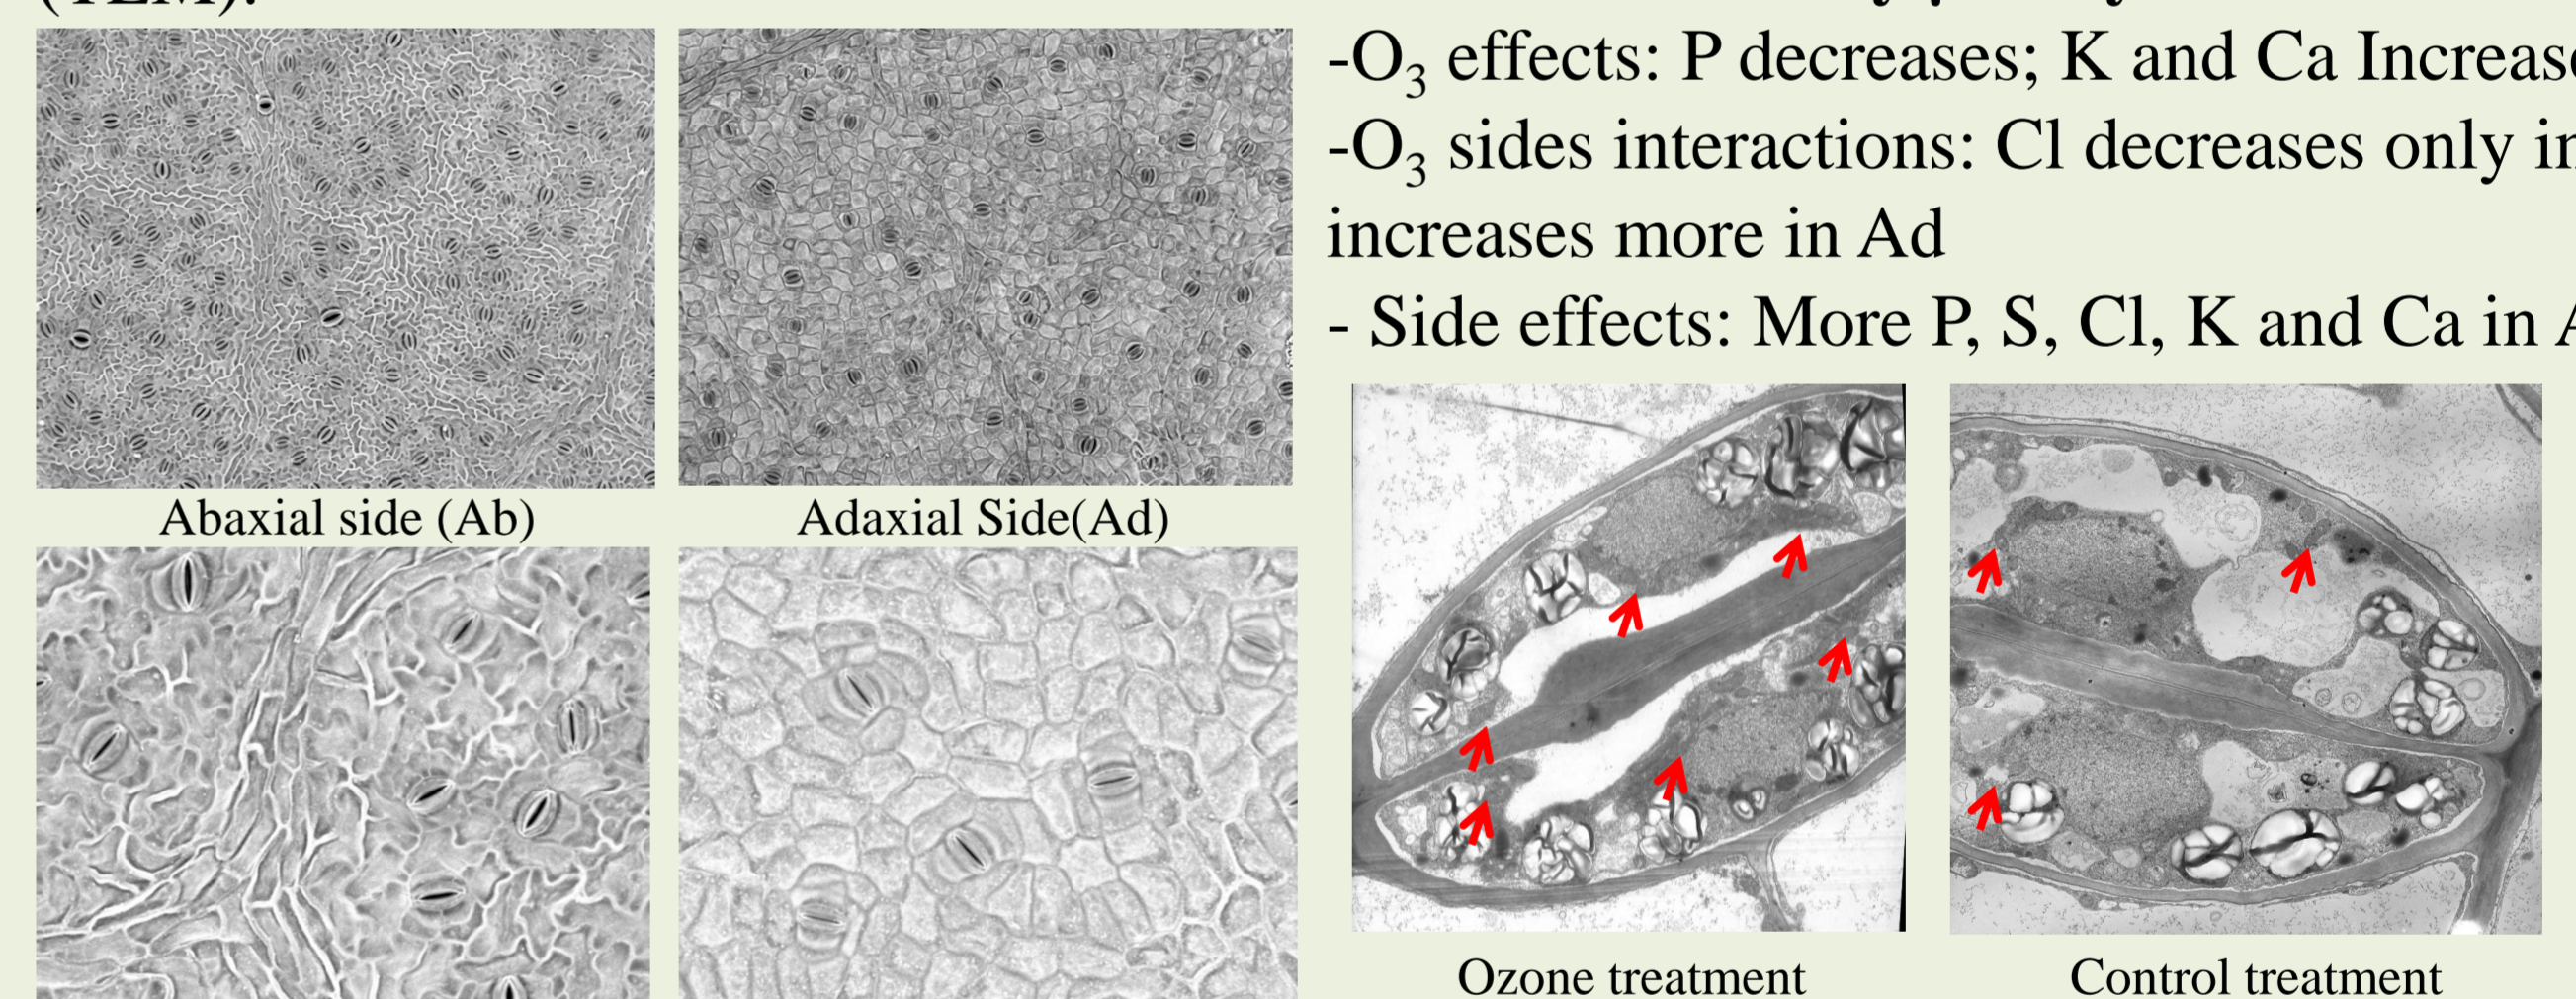 (TEM).
-O₃ effects: P decreases; K and Ca Increase
-O₃ sides interactions: Cl decreases only in
increases more in Ad
- Side effects: More P, S, Cl, K and Ca in
Abaxial side (Ab)
Adaxial Side(Ad)
Ozone treatment
Control treatment